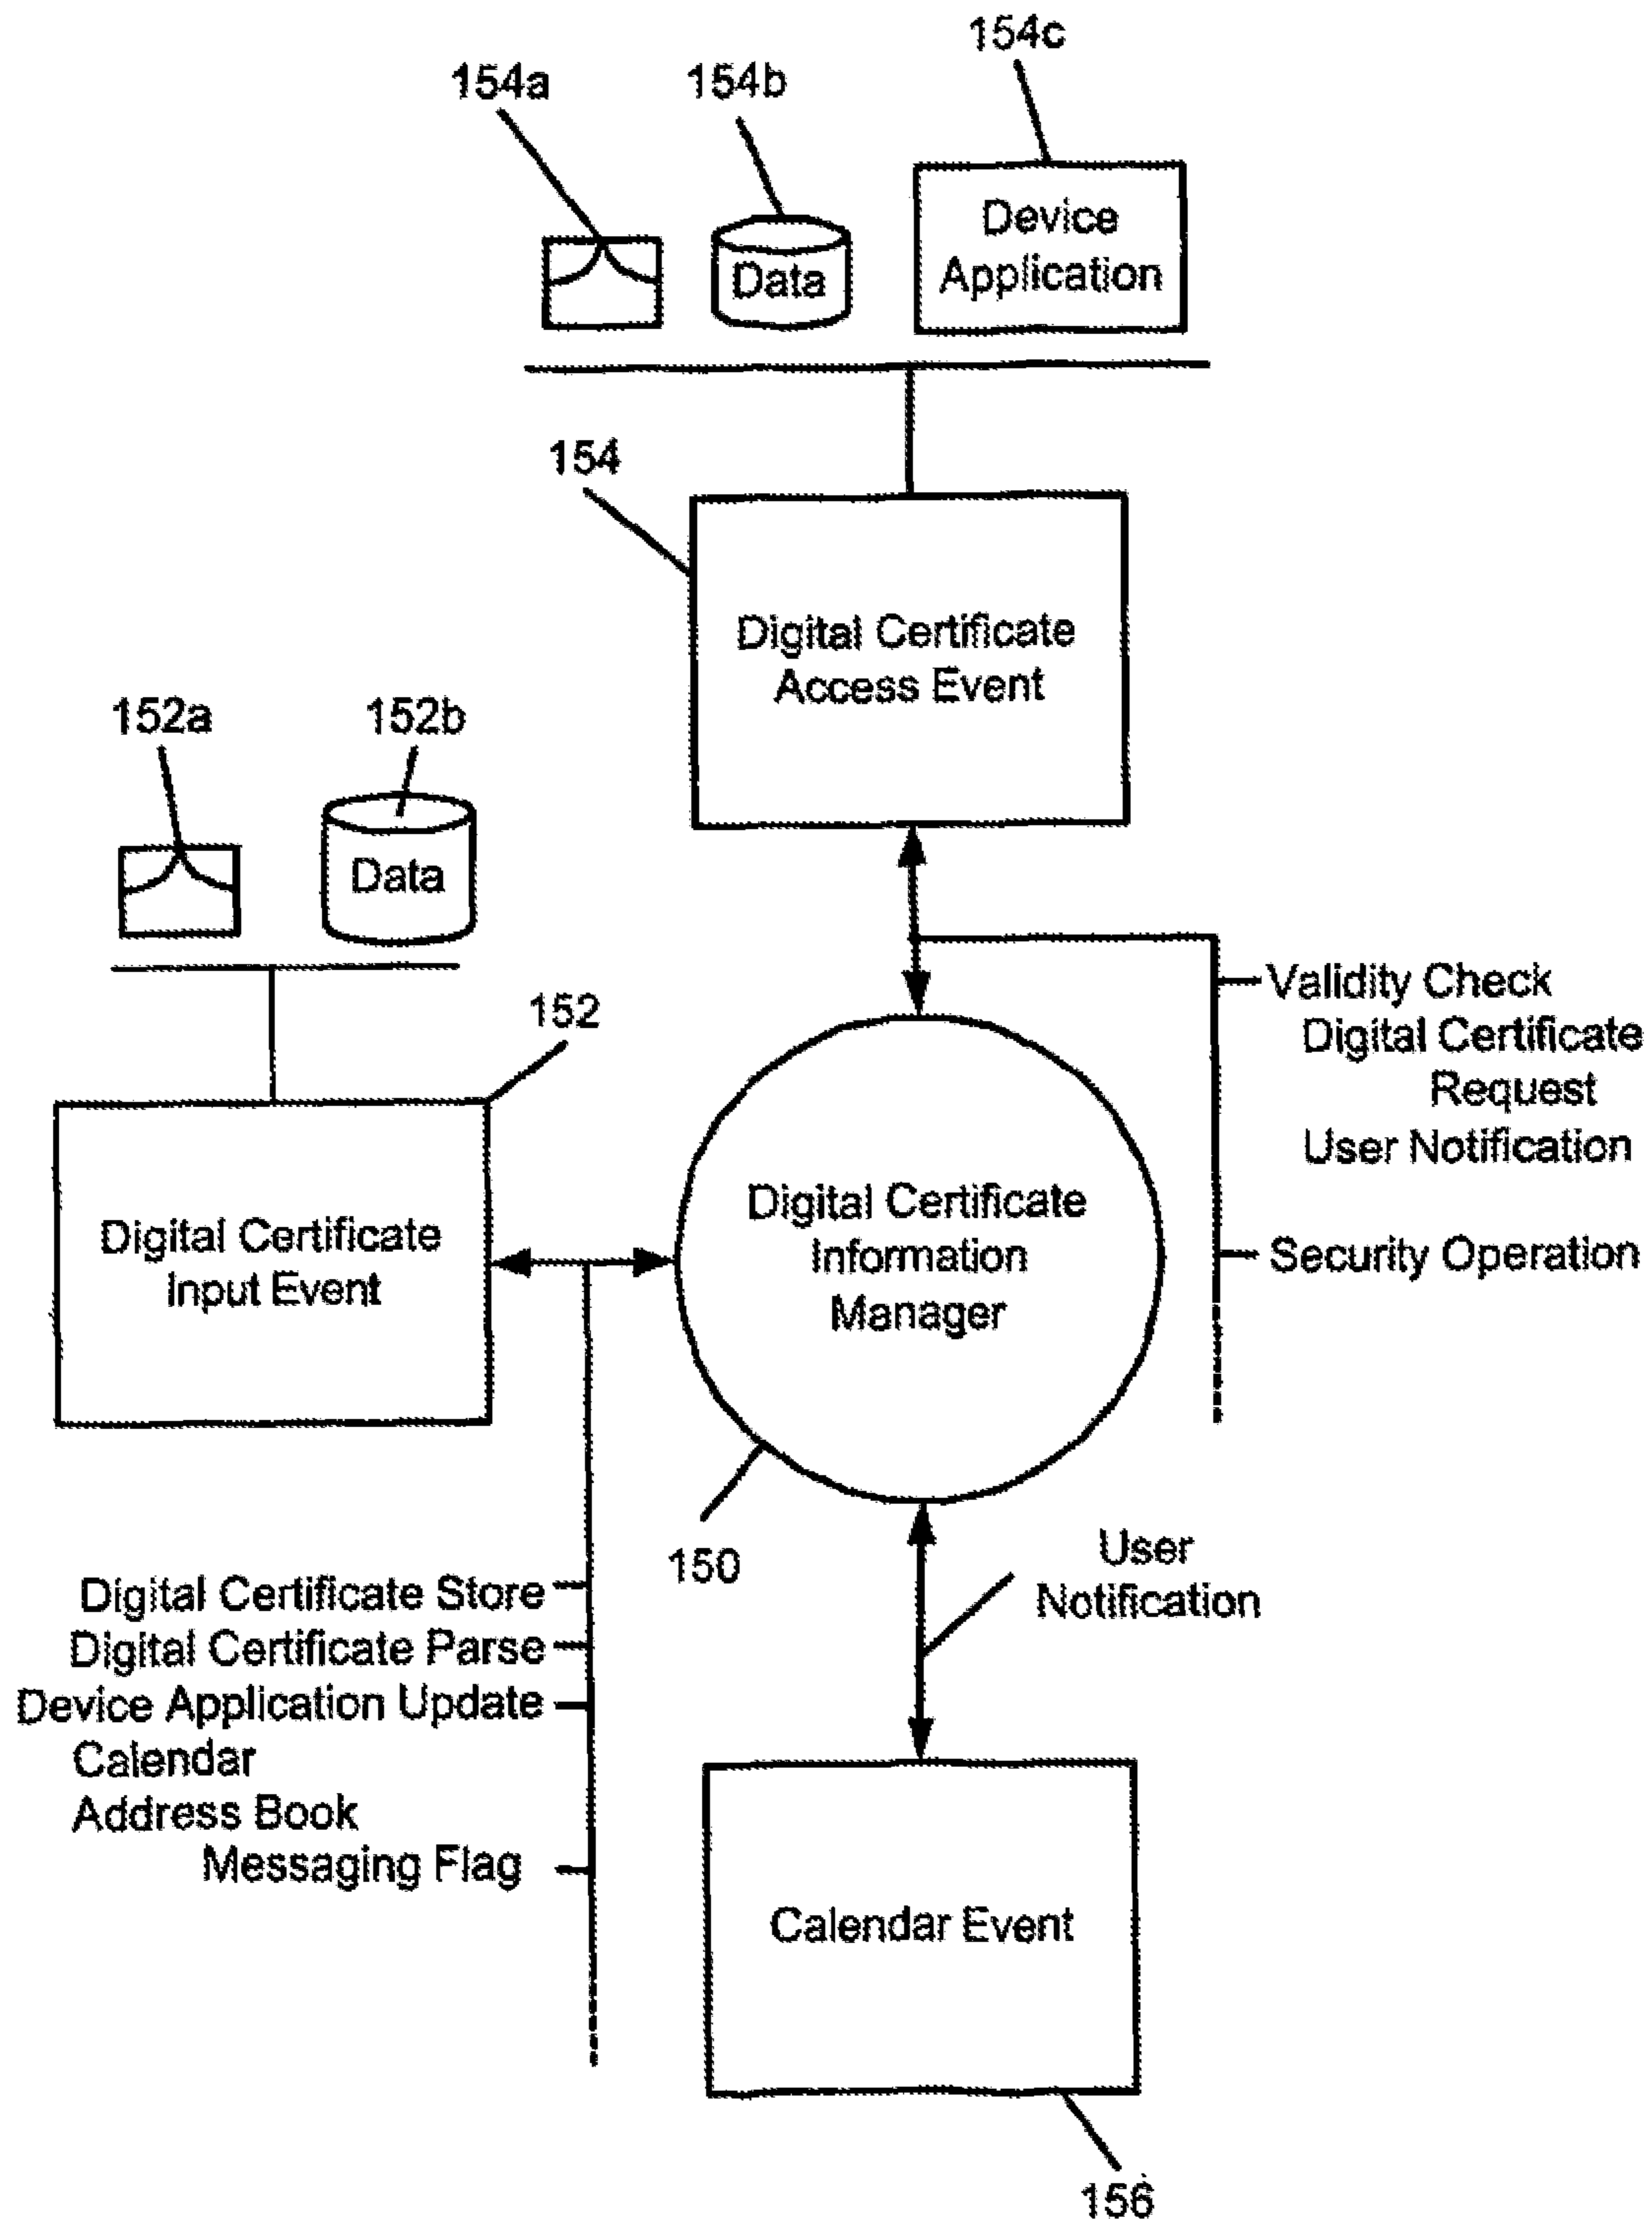 154c
154a
154b
Device
Application
Data
154
Digital Certificate
Access Event
152a
152b
Data
152
Validity Check
Digital Certificate
Request
User Notification
Security Operation
Digital Certificate
Input Event
Digital Certificate
Information
Manager
150
User
Notification
Digital Certificate Store
Digital Certificate Parse
Device Application Update
Calendar
Address Book
Messaging Flag
Calendar Event
156